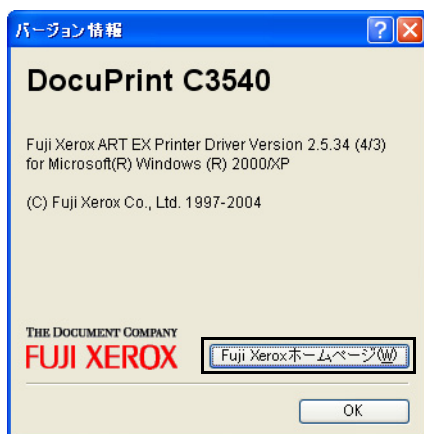 バージョン情報
DocuPrint C3540
Fuji Xerox ART EX Printer Driver Version 2.5.34 (4/3)
for Microsoft(R) Windows (R) 2000/XP
(C) Fuji Xerox Co., Ltd. 1997-2004
THE DOCUMENT COMPANY
FUJI XEROX
Fuji Xeroxホームページ(W)
OK